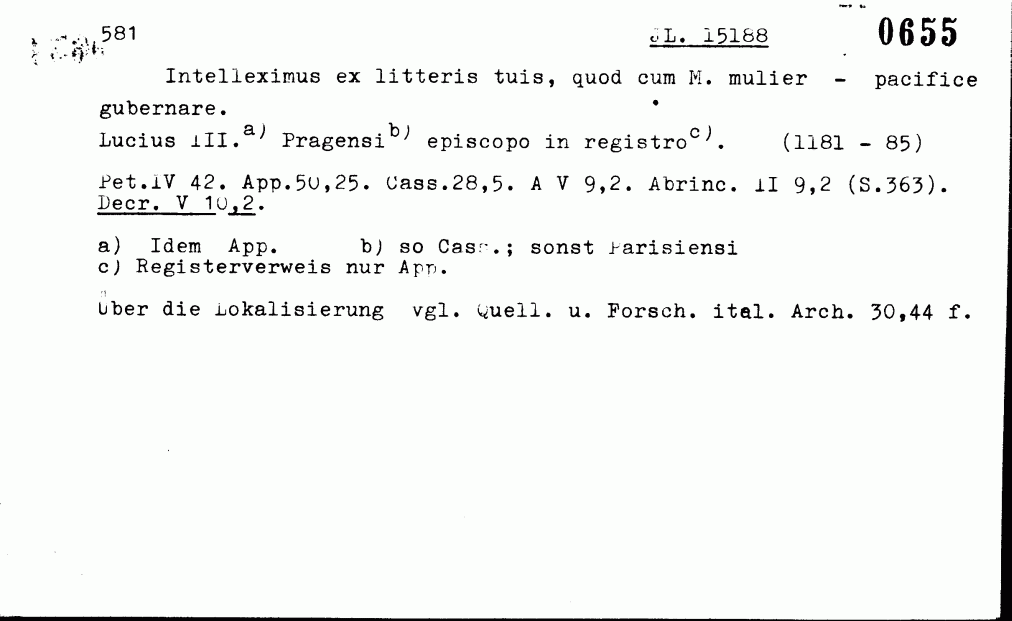 581 JL. 15188 0655
Intelleximus ex litteris tuis, quod cum M. mulier - pacifice
gubernare.
Lucius III.a) Pragensib) episcopo in registroc). (1181 - 85)
Pet.IV 42. App.50,25. Cass.28,5. A V 9,2. Abrinc. II 9,2 (S.363).
Decr. V 10,2.
a) Idem App. b) so Cass.; sonst Parisiensi
c) Registerverweis nur App.
Über die Lokalisierung vgl. Quell. u. Forsch. ital. Arch. 30,44 f.